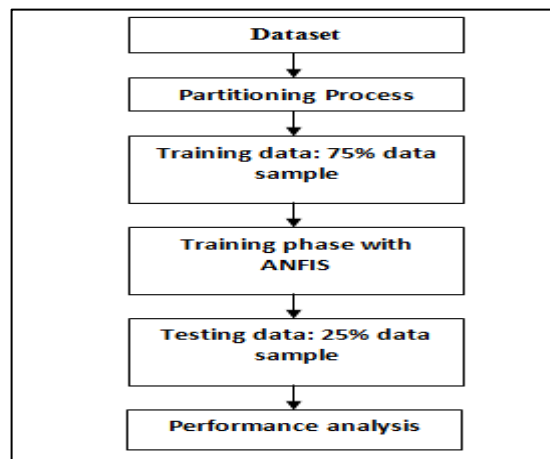 Dataset
Partitioning Process
Training data: 75% data
sample
Training phase with
ANFIS
Testing data: 25% data
sample
Performance analysis